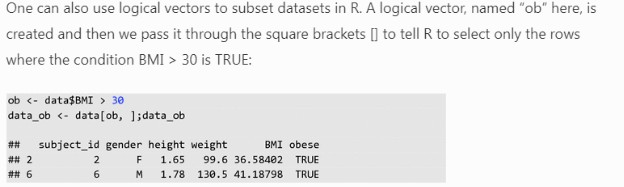 One can also use logical vectors to subset datasets in R. A logical vector, named "ob" here, is
created and then we pass it through the square brackets [] to tell R to select only the rows
where the condition BMI > 30 is TRUE:
ob <- data$BMI > 30
data_ob <- data[ob, ];data_ob
##   subject_id gender height weight      BMI obese
## 2          2      F   1.65   99.6 36.58402  TRUE
## 6          6      M   1.78  130.5 41.18798  TRUE